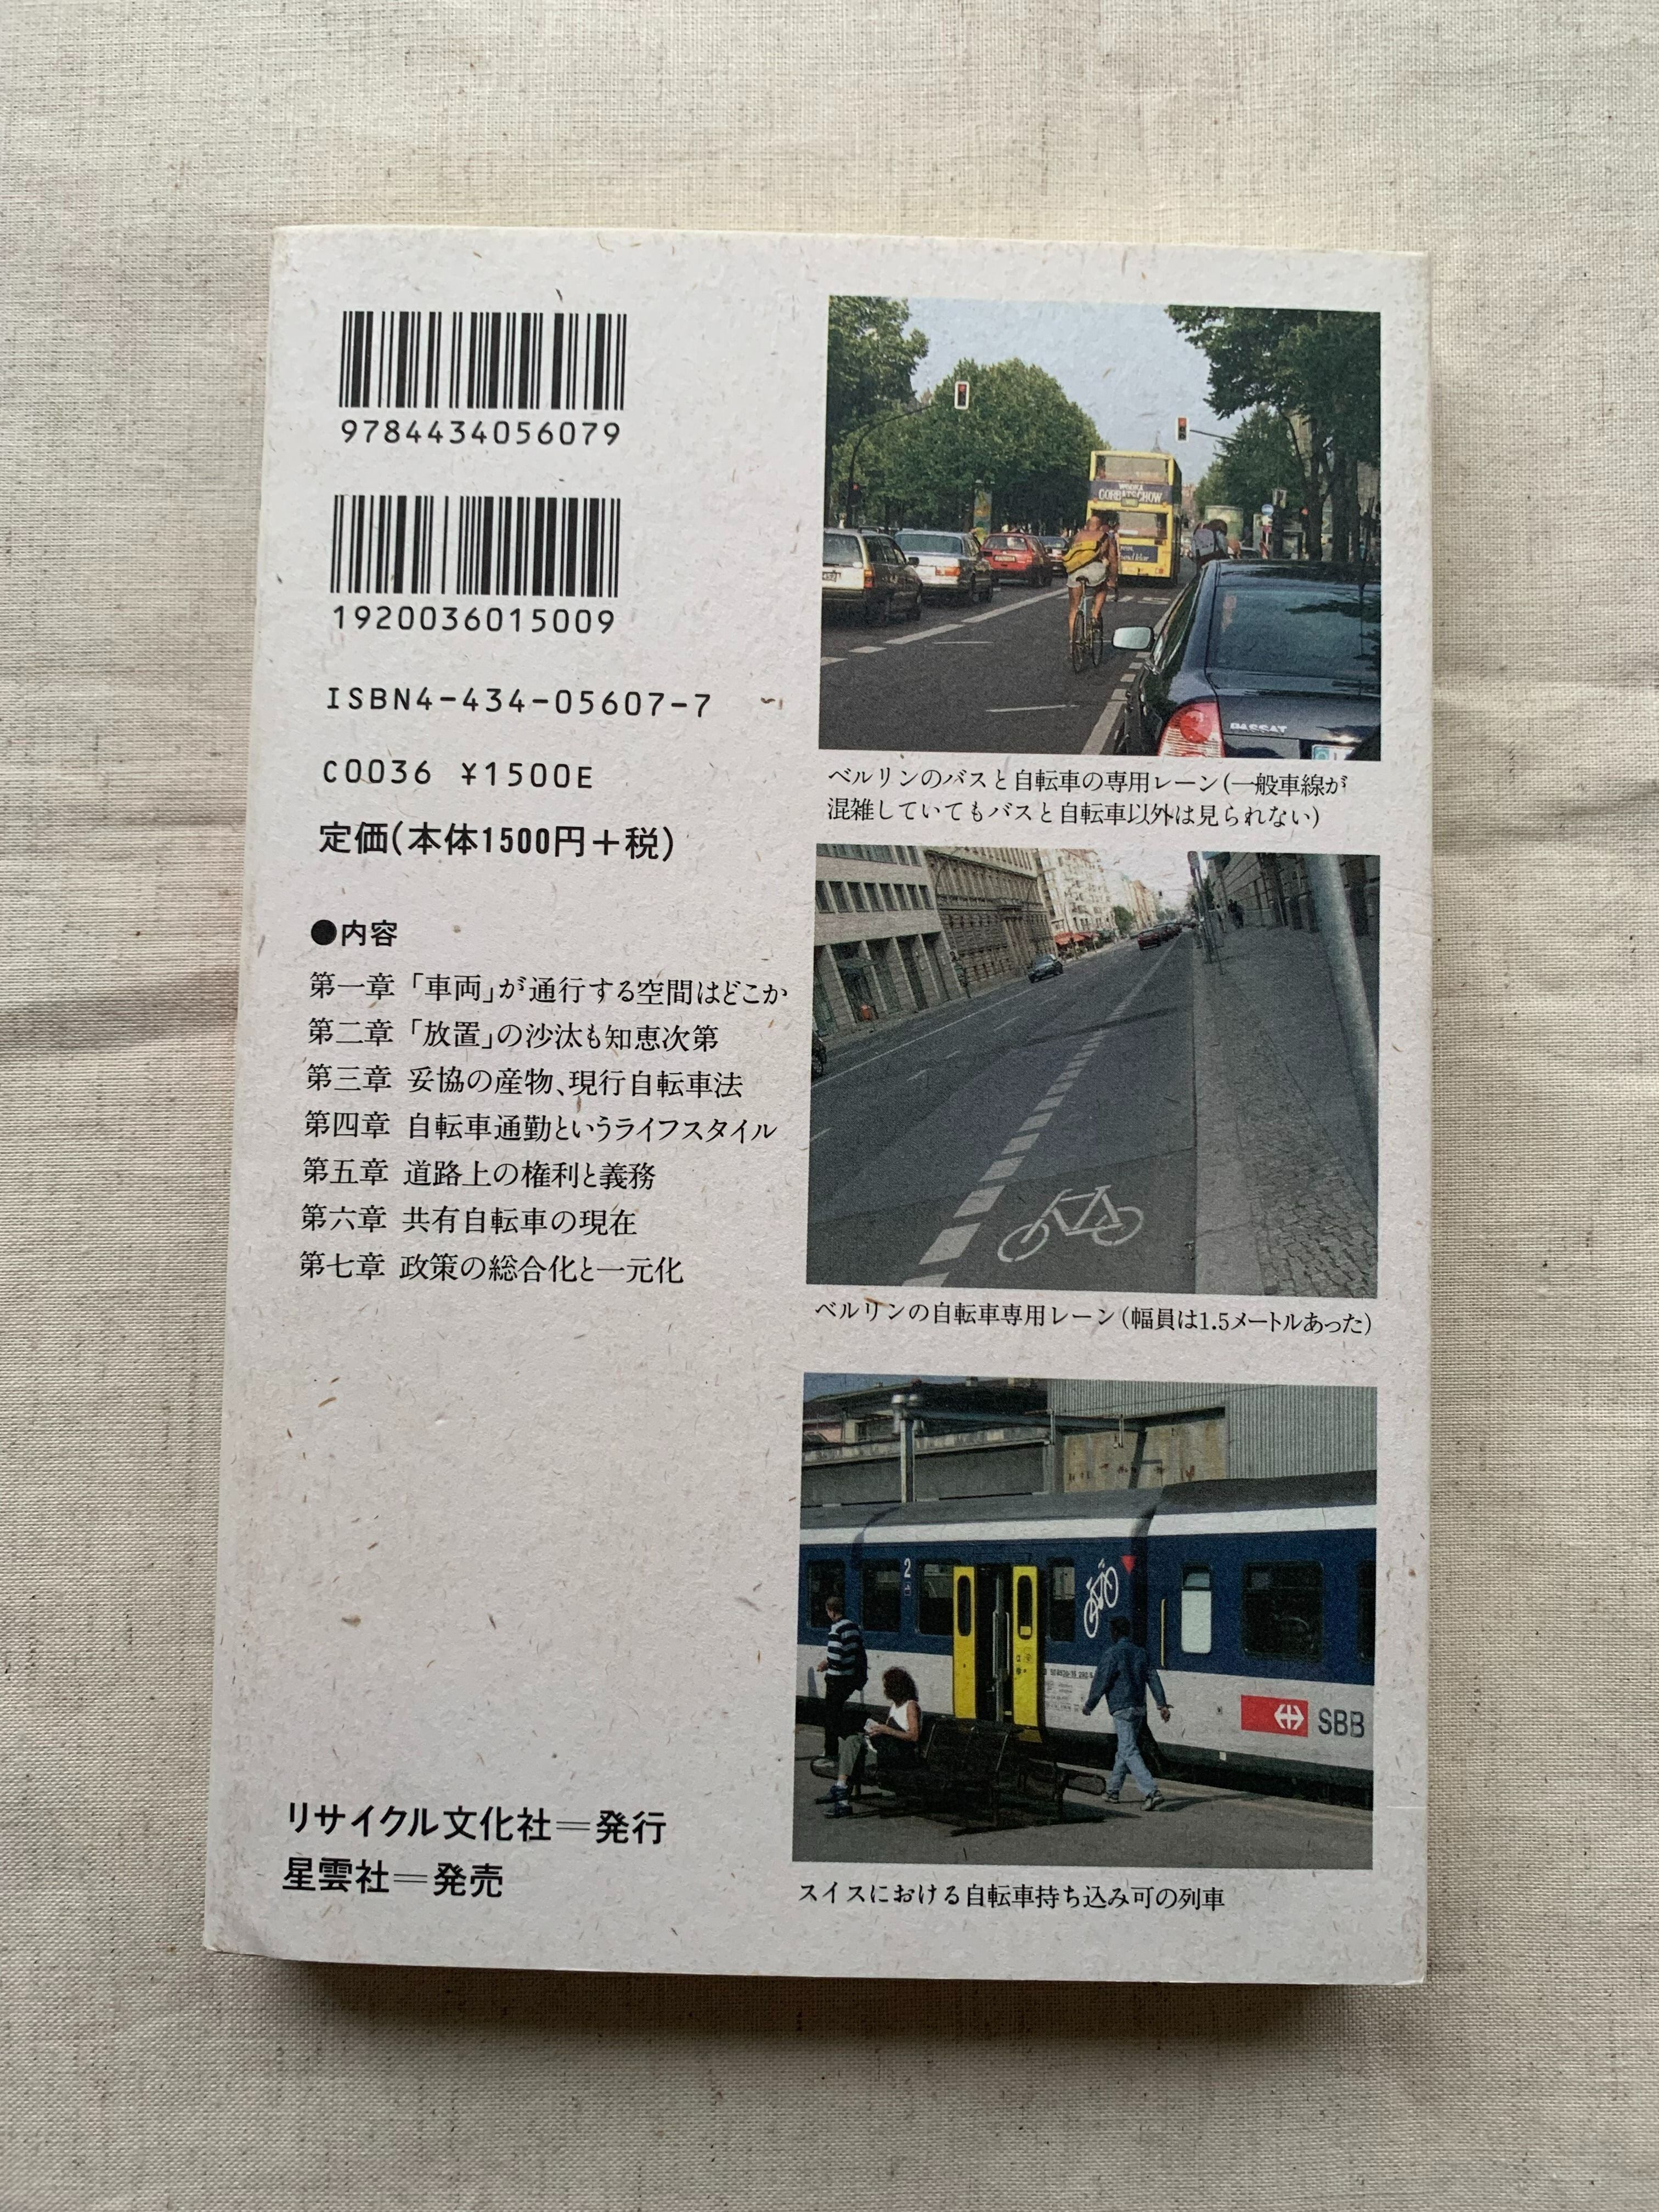 9784434056079
1920036015009
ISBN4-434-05607-7
C0036 ¥1500E
定価(本体1500円＋税)
●内容
第一章 「車両」が通行する空間はどこか
第二章 「放置」の沙汰も知恵次第
第三章 妥協の産物、現行自転車法
第四章 自転車通勤というライフスタイル
第五章 道路上の権利と義務
第六章 共有自転車の現在
第七章 政策の総合化と一元化
リサイクル文化社＝発行
星雲社＝発売
GORBATSCHOW
PASSAT
ベルリンのバスと自転車の専用レーン(一般車線が
混雑していてもバスと自転車以外は見られない)
ベルリンの自転車専用レーン(幅員は1.5メートルあった)
2
SBB
スイスにおける自転車持ち込み可の列車